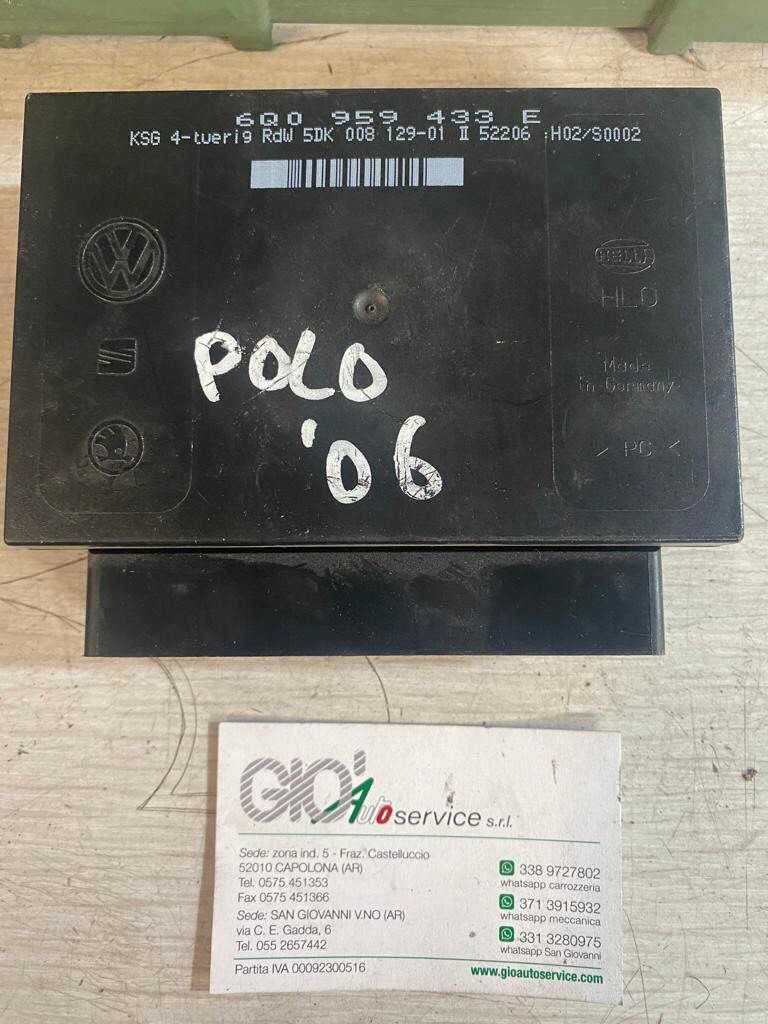 6Q0 959 433 E
KSG 4-tuerig RdW 5DK 008 129-01 II 52206 :H02/S0002
HELLA
HLO
Made
in Germany
> PC <
POLO
'06
GIO' Autoservice s.r.l.
Sede: zona ind. 5 - Fraz. Castelluccio
52010 CAPOLONA (AR)
Tel. 0575 451353
Fax 0575 451366
Sede: SAN GIOVANNI V.NO (AR)
via C. E. Gadda, 6
Tel. 055 2657442
Partita IVA 00092300516
338 9727802
whatsapp carrozzeria
371 3915932
whatsapp meccanica
331 3280975
whatsapp San Giovanni
www.gioautoservice.com